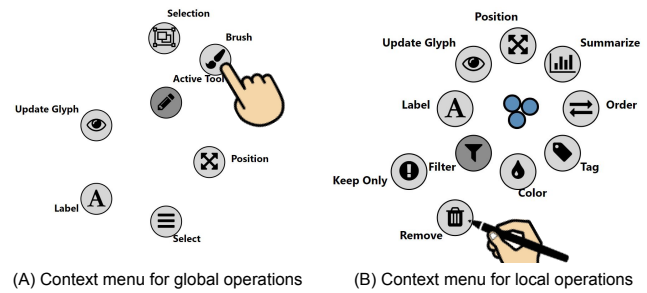 Selection
Brush
Active Tool
Update Glyph
Position
Label
A
Select
(A) Context menu for global operations
Position
Update Glyph
Summarize
Label
A
Order
Filter
Tag
Keep Only
Color
Remove
(B) Context menu for local operations